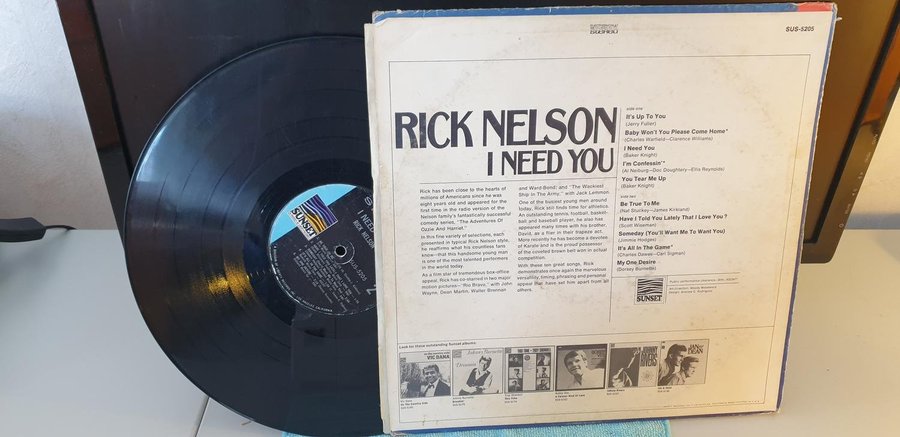 STEREO
SUS-5205
RICK NELSON
I NEED YOU
Rick has been close to the hearts of
millions of Americans since he was
eight years old and appeared for the
first time in the radio version of the
Nelson family's fantastically successful
comedy series, "The Adventures Of
Ozzie And Harriet."
In this fine variety of selections, each
presented in typical Rick Nelson style,
he reaffirms what his countless fans
know—that this handsome young man
is one of the most talented performers
in the world today.
As a film star of tremendous box-office
appeal, Rick has co-starred in two major
motion pictures—"Rio Bravo," with John
Wayne, Dean Martin, Walter Brennan
and Ward Bond; and "The Wackiest
Ship In The Army," with Jack Lemmon.
One of the busiest young men around
today, Rick still finds time for athletics.
An outstanding tennis, football, basket-
ball and baseball player, he also has
appeared many times with his brother,
David, as a flier in their trapeze act.
More recently he has become a devotee
of Karate and is the proud possessor
of the coveted brown belt won in actual
competition.
With these ten great songs, Rick
demonstrates once again the marvelous
versatility, timing, phrasing and personal
appeal that have set him apart from all
others.
side one
It's Up To You
(Jerry Fuller)
Baby Won't You Please Come Home*
(Charles Warfield—Clarence Williams)
I Need You
(Baker Knight)
I'm Confessin'*
(Al Neiburg—Doc Doughtery—Ellis Reynolds)
You Tear Me Up
(Baker Knight)
side two
Be True To Me
(Nat Stuckey—James Kirkland)
Have I Told You Lately That I Love You?
(Scott Wiseman)
Someday (You'll Want Me To Want You)
(Jimmie Hodges)
It's All In The Game*
(Charles Dawes—Carl Sigman)
My One Desire
(Dorsey Burnette)
SUNSET
Look for these outstanding Sunset albums
VIC DANA
Johnny Burnette
Dreamin'
JOHNNY RIVERS
JAN & DEAN
SUNSET
I NEED YOU
RICK NELSON
2